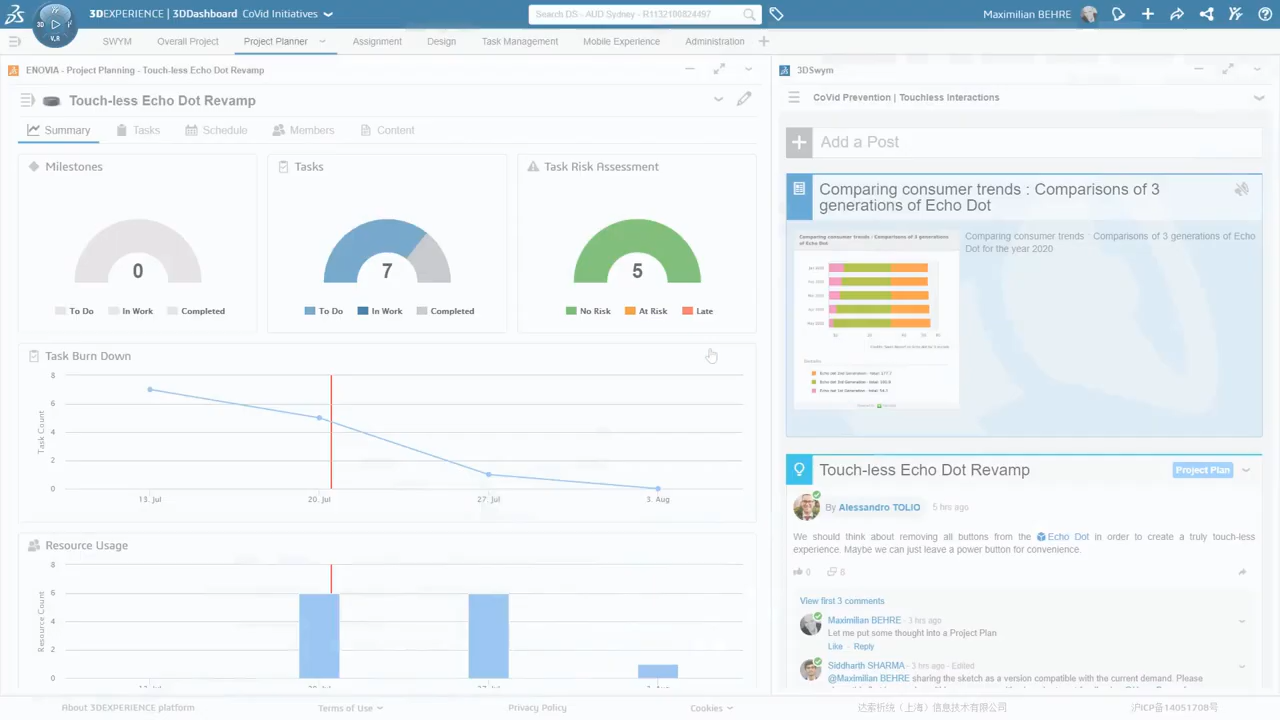 3DEXPERIENCE | 3DDashboard CoVid Initiatives
Search DS - AUD Sydney - R1132100824497
Maximilian BEHRE
3D
V.R
SWYM Overall Project Project Planner Assignment Design Task Management Mobile Experience Administration
ENOVIA - Project Planning - Touch-less Echo Dot Revamp
Touch-less Echo Dot Revamp
Summary Tasks Schedule Members Content
Milestones
0
To Do In Work Completed
Tasks
7
To Do In Work Completed
Task Risk Assessment
5
No Risk At Risk Late
Task Burn Down
Task Count
8
6
4
2
0
13. Jul 20. Jul 27. Jul 3. Aug
Resource Usage
Resource Count
8
6
4
2
0
3DSwym
CoVid Prevention | Touchless Interactions
Add a Post
Comparing consumer trends : Comparisons of 3
generations of Echo Dot
Comparing consumer trends : Comparisons of 3 generations
of Echo Dot
Comparing consumer trends : Comparisons of 3 generations of Echo
Dot for the year 2020
Touch-less Echo Dot Revamp
Project Plan
By Alessandro TOLIO 5 hrs ago
We should think about removing all buttons from the Echo Dot in order to create a truly touch-less
experience. Maybe we can just leave a power button for convenience.
0 6
View first 3 comments
Maximilian BEHRE - 3 hrs ago
Let me put some thought into a Project Plan
Like · Reply
Siddharth SHARMA - 3 hrs ago - Edited
@Maximilian BEHRE sharing the sketch as a version compatible with the current demand. Please
About 3DEXPERIENCE platform Terms of Use Privacy Policy Cookies 达索析统（上海）信息技术有限公司 沪ICP备14051708号